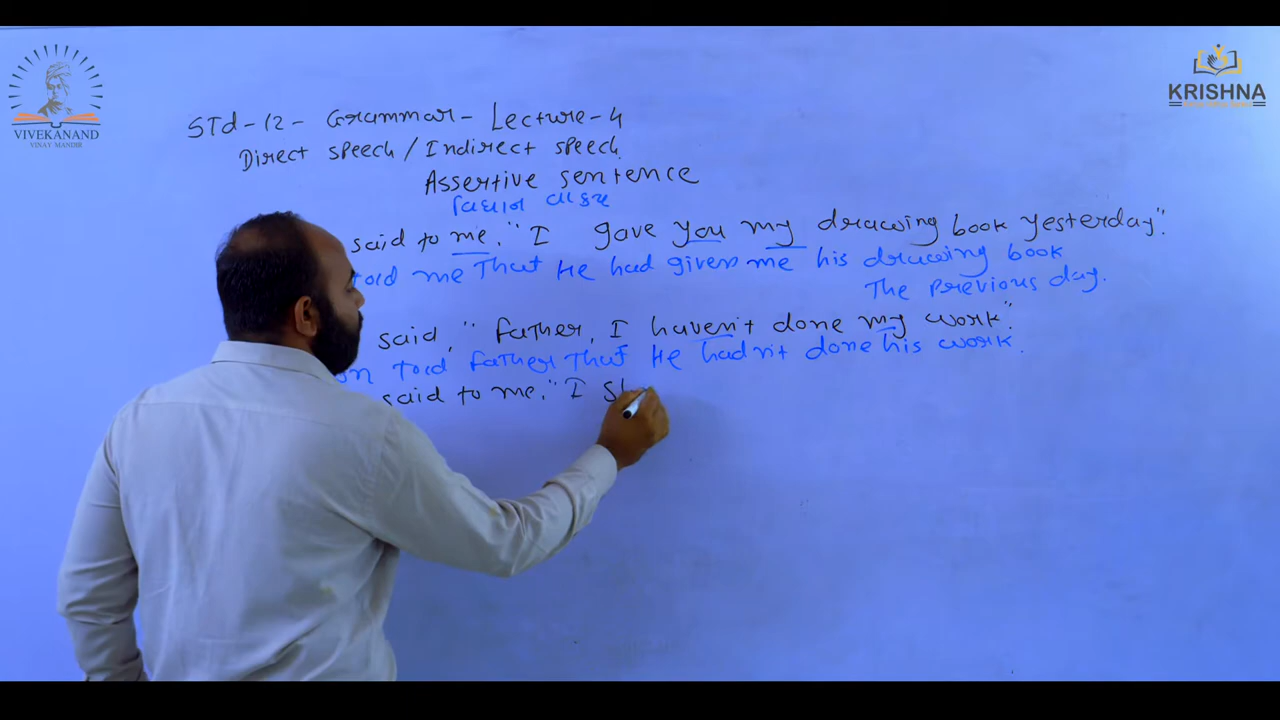 VIVEKANAND
VINAY MANDIR
KRISHNA
STd-12- Grammar- Lecture-4
Direct speech / Indirect speech
Assertive sentence
વિધાન વાક્ય
said to me. "I gave you my drawing book yesterday".
told me That He had given me his drawing book
The previous day.
said, "Father, I haven't done my work".
told father That He hadn't done his work.
said to me. "I